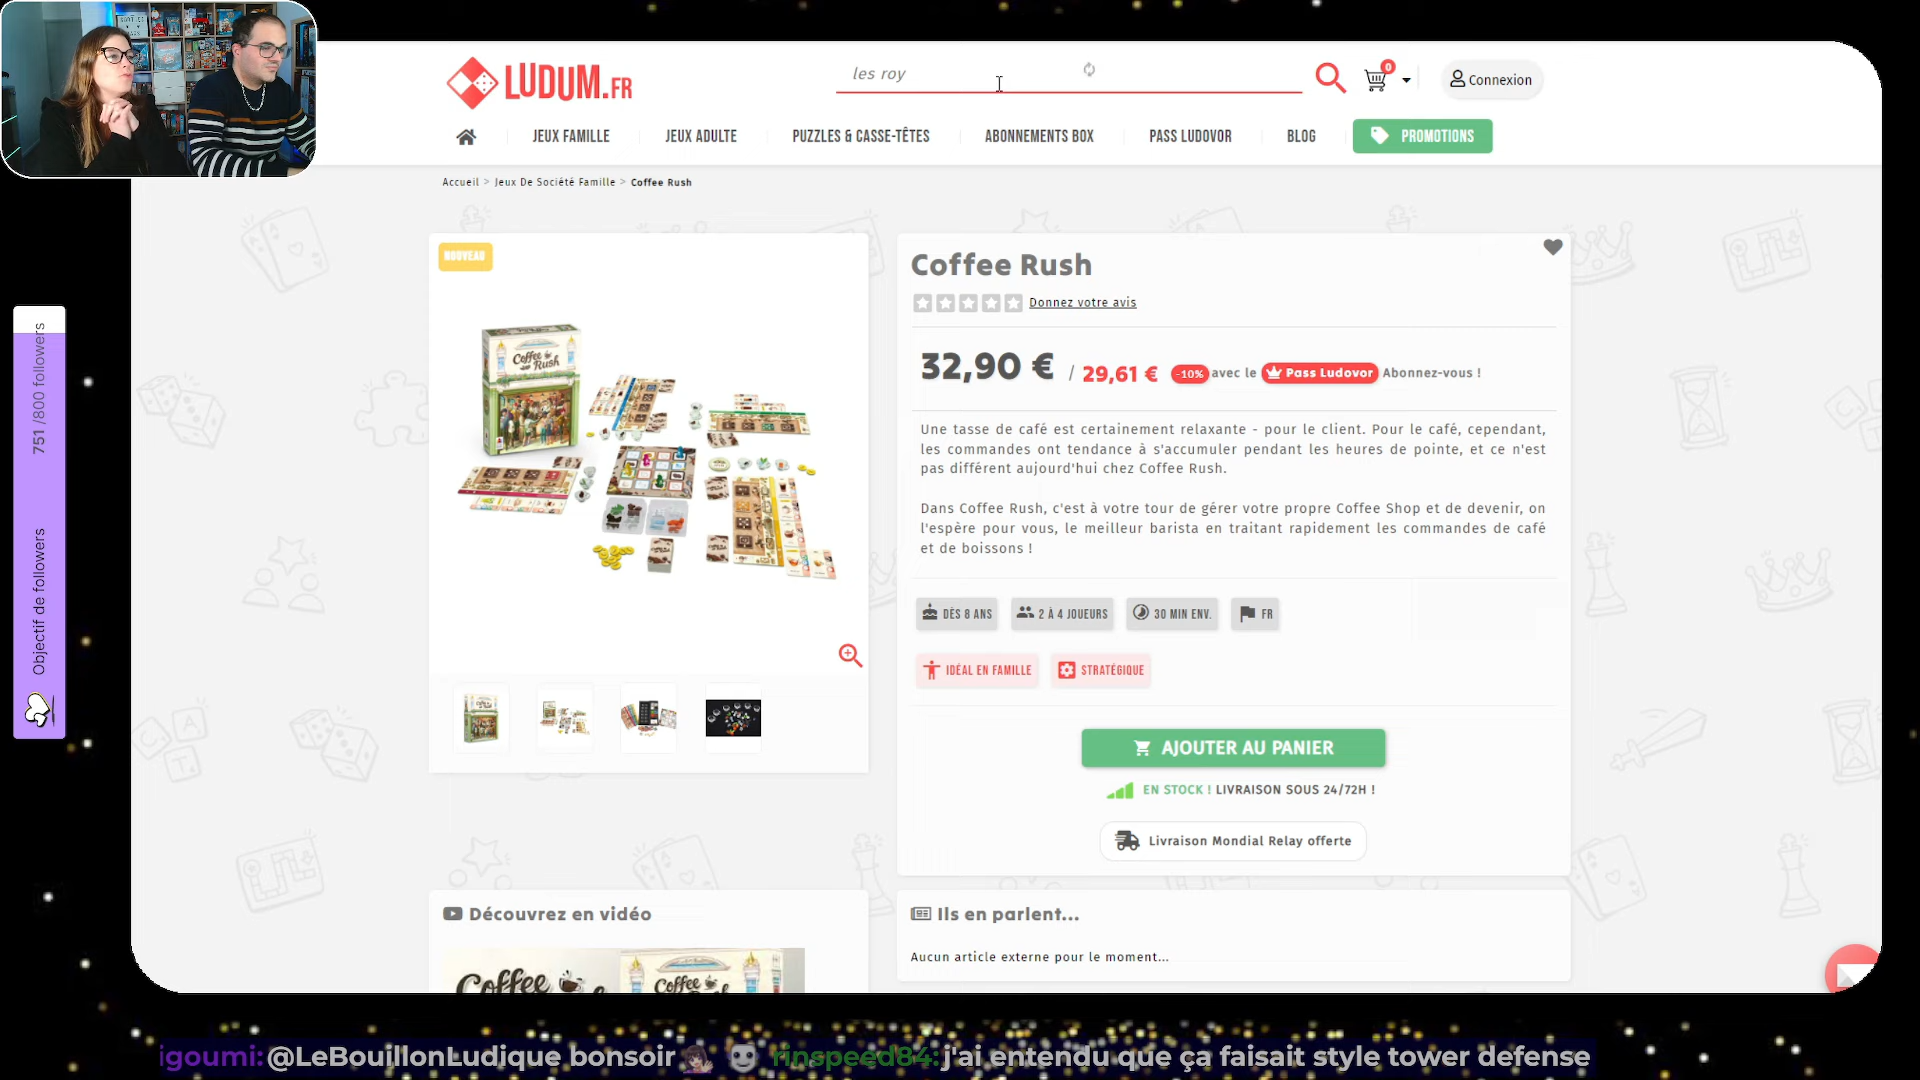 LUDUM.FR
les roy
0
Connexion
JEUX FAMILLE
JEUX ADULTE
PUZZLES & CASSE-TÊTES
ABONNEMENTS BOX
PASS LUDOVOR
BLOG
PROMOTIONS
Accueil > Jeux De Société Famille > Coffee Rush
NOUVEAU
Coffee Rush
Coffee Rush
Donnez votre avis
32,90 € / 29,61 € -10% avec le Pass Ludovor Abonnez-vous !
Une tasse de café est certainement relaxante - pour le client. Pour le café, cependant,
les commandes ont tendance à s'accumuler pendant les heures de pointe, et ce n'est
pas différent aujourd'hui chez Coffee Rush.
Dans Coffee Rush, c'est à votre tour de gérer votre propre Coffee Shop et de devenir, on
l'espère pour vous, le meilleur barista en traitant rapidement les commandes de café
et de boissons !
DÈS 8 ANS
2 À 4 JOUEURS
30 MIN ENV.
FR
IDÉAL EN FAMILLE
STRATÉGIQUE
AJOUTER AU PANIER
EN STOCK ! LIVRAISON SOUS 24/72H !
Livraison Mondial Relay offerte
Découvrez en vidéo
Coffee
Coffee
Ils en parlent...
Aucun article externe pour le moment...
Objectif de followers
751 /800 followers
igoumi: @LeBouillonLudique bonsoir rinspeed84: j'ai entendu que ça faisait style tower defense